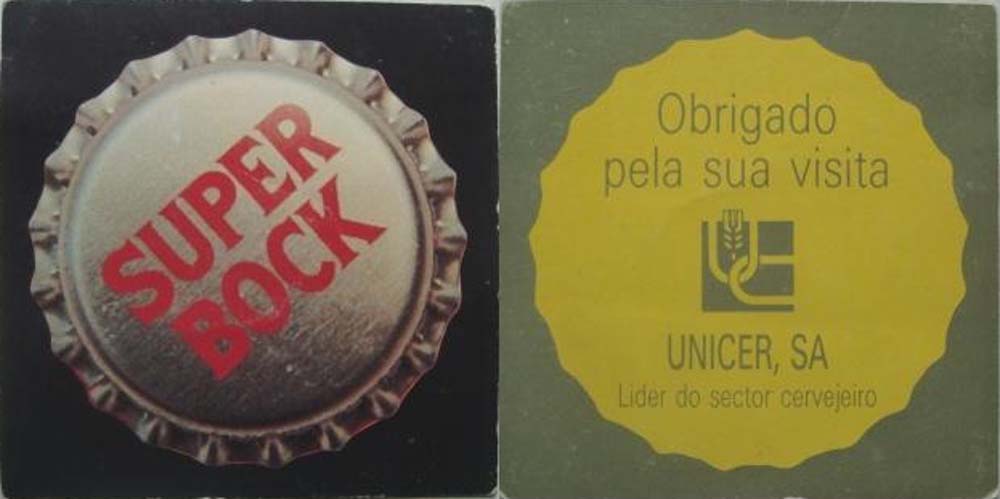 SUPER
BOCK
Obrigado
pela sua visita
UNICER, SA
Lider do sector cervejeiro